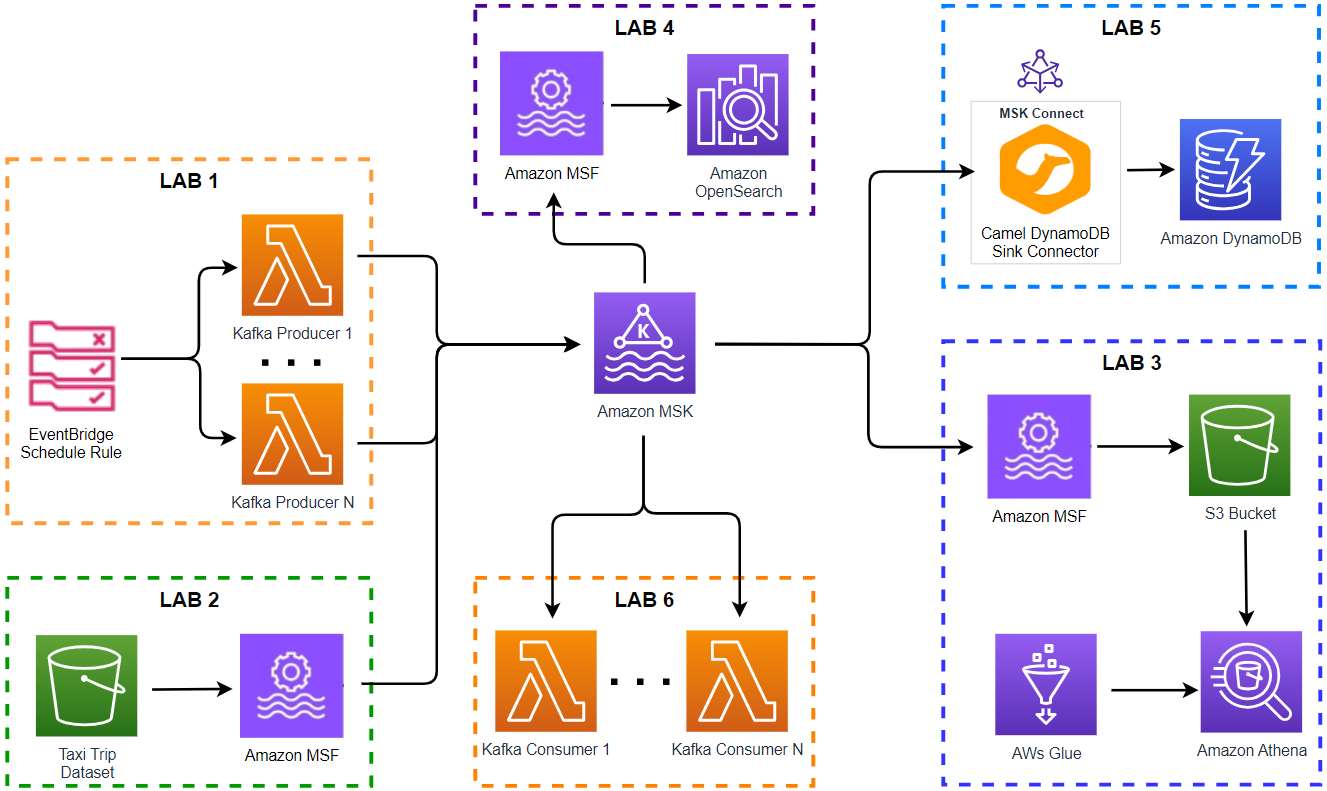 LAB 1
Kafka Producer 1
Kafka Producer N
EventBridge
Schedule Rule
LAB 2
Taxi Trip
Dataset
Amazon MSF
LAB 4
Amazon MSF
Amazon
OpenSearch
K
Amazon MSK
LAB 6
Kafka Consumer 1
Kafka Consumer N
LAB 5
MSK Connect
Camel DynamoDB
Sink Connector
Amazon DynamoDB
LAB 3
Amazon MSF
S3 Bucket
AWs Glue
Amazon Athena